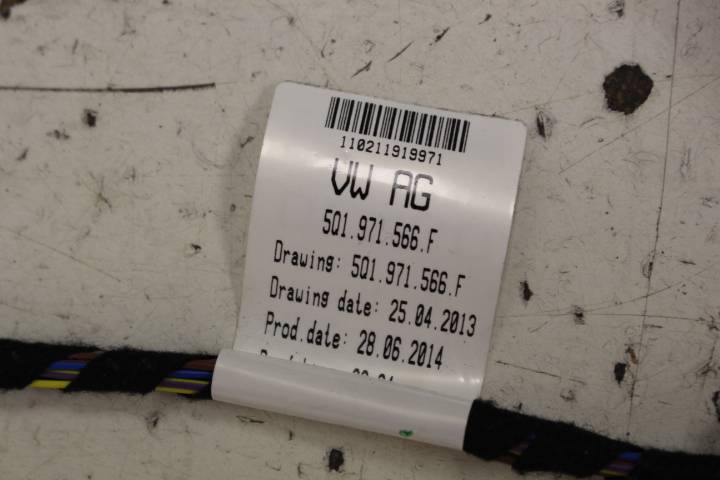 110211919971
VW AG
5Q1.971.566.F
Drawing: 5Q1.971.566.F
Drawing date: 25.04.2013
Prod.date: 28.06.2014